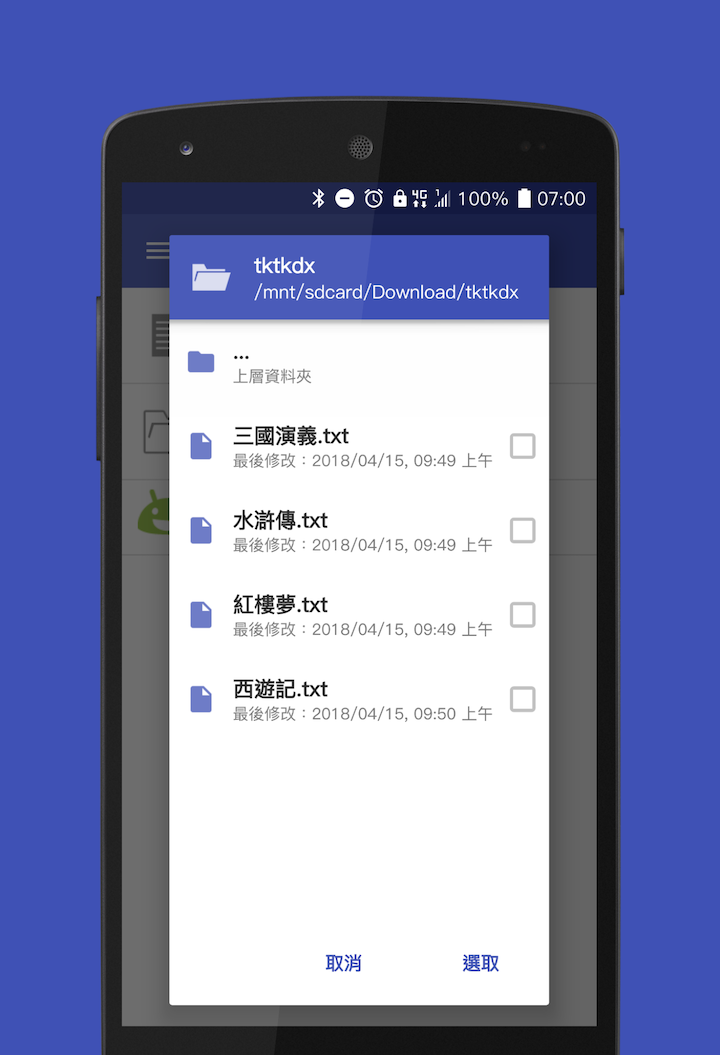 4G 1 100% 07:00
tktkdx
/mnt/sdcard/Download/tktkdx
...
上層資料夾
三國演義.txt
最後修改：2018/04/15, 09:49 上午
水滸傳.txt
最後修改：2018/04/15, 09:49 上午
紅樓夢.txt
最後修改：2018/04/15, 09:49 上午
西遊記.txt
最後修改：2018/04/15, 09:50 上午
取消
選取